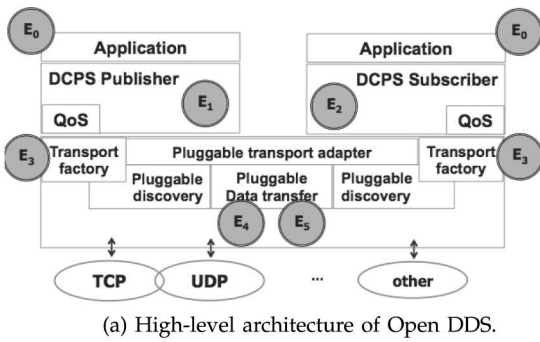 E0
E0
Application
Application
DCPS Publisher
DCPS Subscriber
E1
E2
QoS
QoS
E3
E3
Transport
factory
Pluggable transport adapter
Transport
factory
Pluggable
discovery
Pluggable
Data transfer
Pluggable
discovery
E4
E5
TCP
UDP
...
other
(a) High-level architecture of Open DDS.